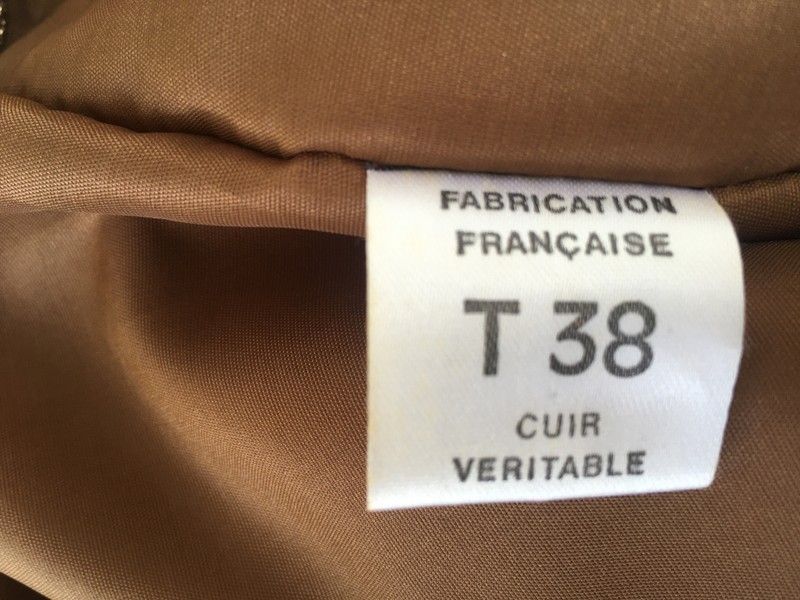 FABRICATION
FRANÇAISE
T 38
CUIR
VERITABLE